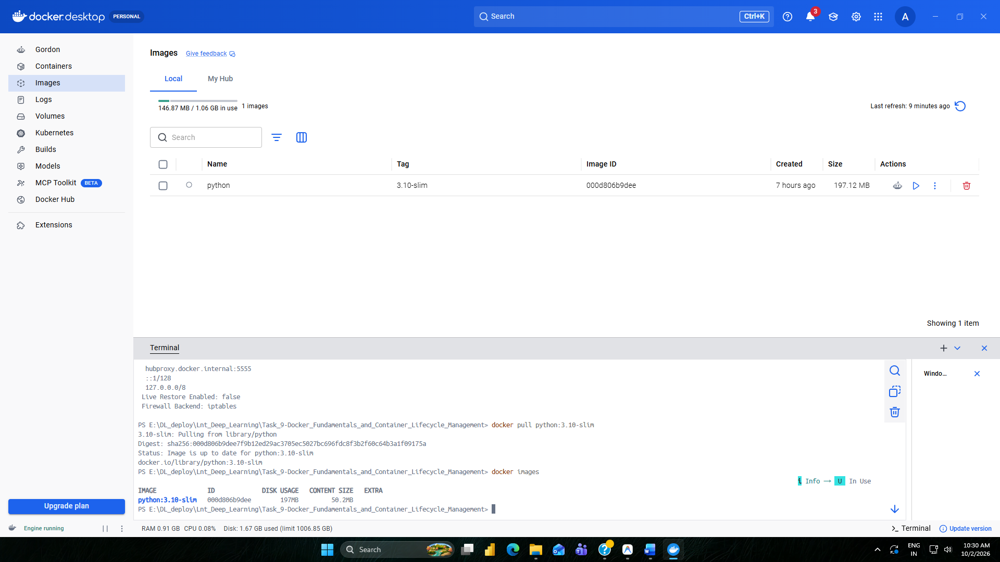 docker.desktop PERSONAL
Search Ctrl+K
3
A
Gordon
Containers
Images
Logs
Volumes
Kubernetes
Builds
Models
MCP Toolkit BETA
Docker Hub
Extensions
Upgrade plan
Images Give feedback
Local My Hub
146.87 MB / 1.06 GB in use 1 images
Last refresh: 9 minutes ago
Search
Name Tag Image ID Created Size Actions
python 3.10-slim 000d806b9dee 7 hours ago 197.12 MB
Showing 1 item
Terminal
hubproxy.docker.internal:5555
::1/128
127.0.0.0/8
Live Restore Enabled: false
Firewall Backend: iptables
PS E:\DL_deploy\Lnt_Deep_Learning\Task_9-Docker_Fundamentals_and_Container_Lifecycle_Management> docker pull python:3.10-slim
3.10-slim: Pulling from library/python
Digest: sha256:000d806b9dee7f9b12ed29ac3705ec5027bc696fdc8f3b2f60c64b3a1f09175a
Status: Image is up to date for python:3.10-slim
docker.io/library/python:3.10-slim
PS E:\DL_deploy\Lnt_Deep_Learning\Task_9-Docker_Fundamentals_and_Container_Lifecycle_Management> docker images
i Info → U In Use
IMAGE ID DISK USAGE CONTENT SIZE EXTRA
python:3.10-slim 000d806b9dee 197MB 50.2MB
PS E:\DL_deploy\Lnt_Deep_Learning\Task_9-Docker_Fundamentals_and_Container_Lifecycle_Management>
Windo...
Engine running
RAM 0.91 GB CPU 0.08% Disk: 1.67 GB used (limit 1006.85 GB)
Terminal Update version
Search
ENG
IN
10:30 AM
10/2/2026